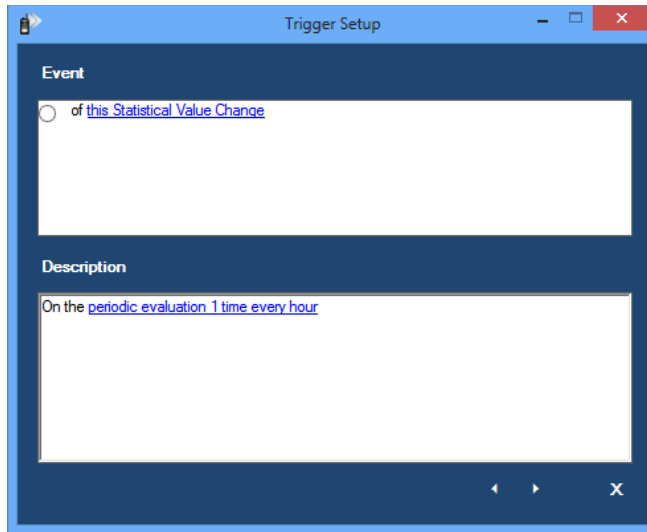 Trigger Setup
Event
of this Statistical Value Change
Description
On the periodic evaluation 1 time every hour
X